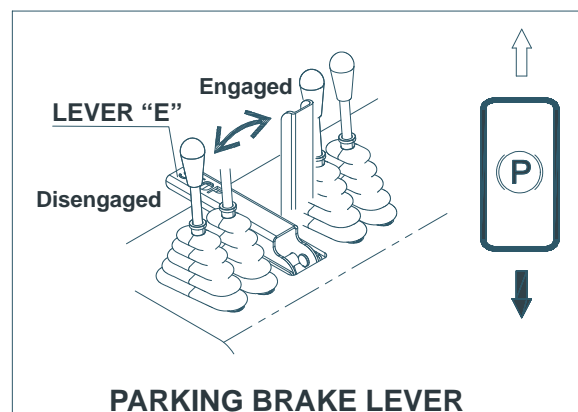 Engaged
LEVER “E”
Disengaged
P
PARKING BRAKE LEVER